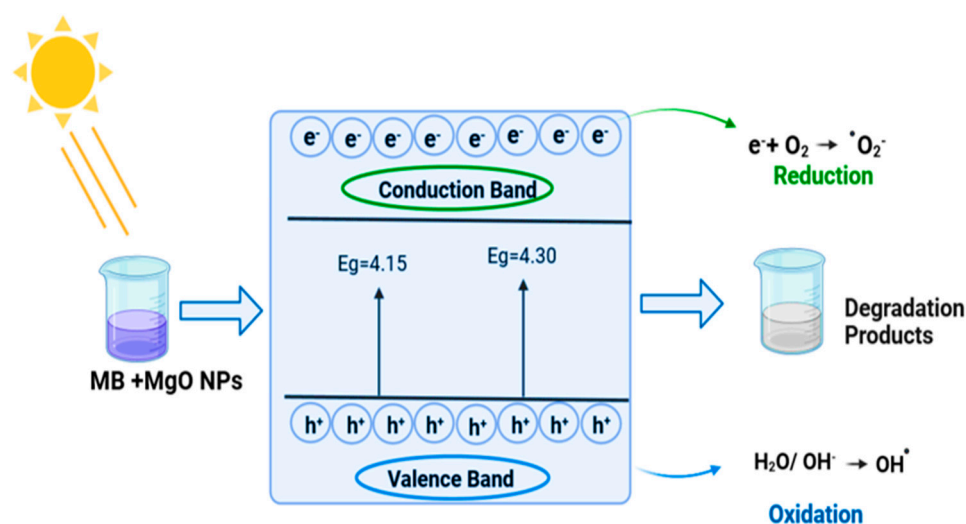 e⁻ e⁻ e⁻ e⁻ e⁻ e⁻ e⁻ e⁻
Conduction Band
e⁻+ O₂ → •O₂⁻
Reduction
Eg=4.15
Eg=4.30
MB +MgO NPs
Degradation
Products
h⁺ h⁺ h⁺ h⁺ h⁺ h⁺ h⁺ h⁺
Valence Band
H₂O/ OH⁻ → OH•
Oxidation